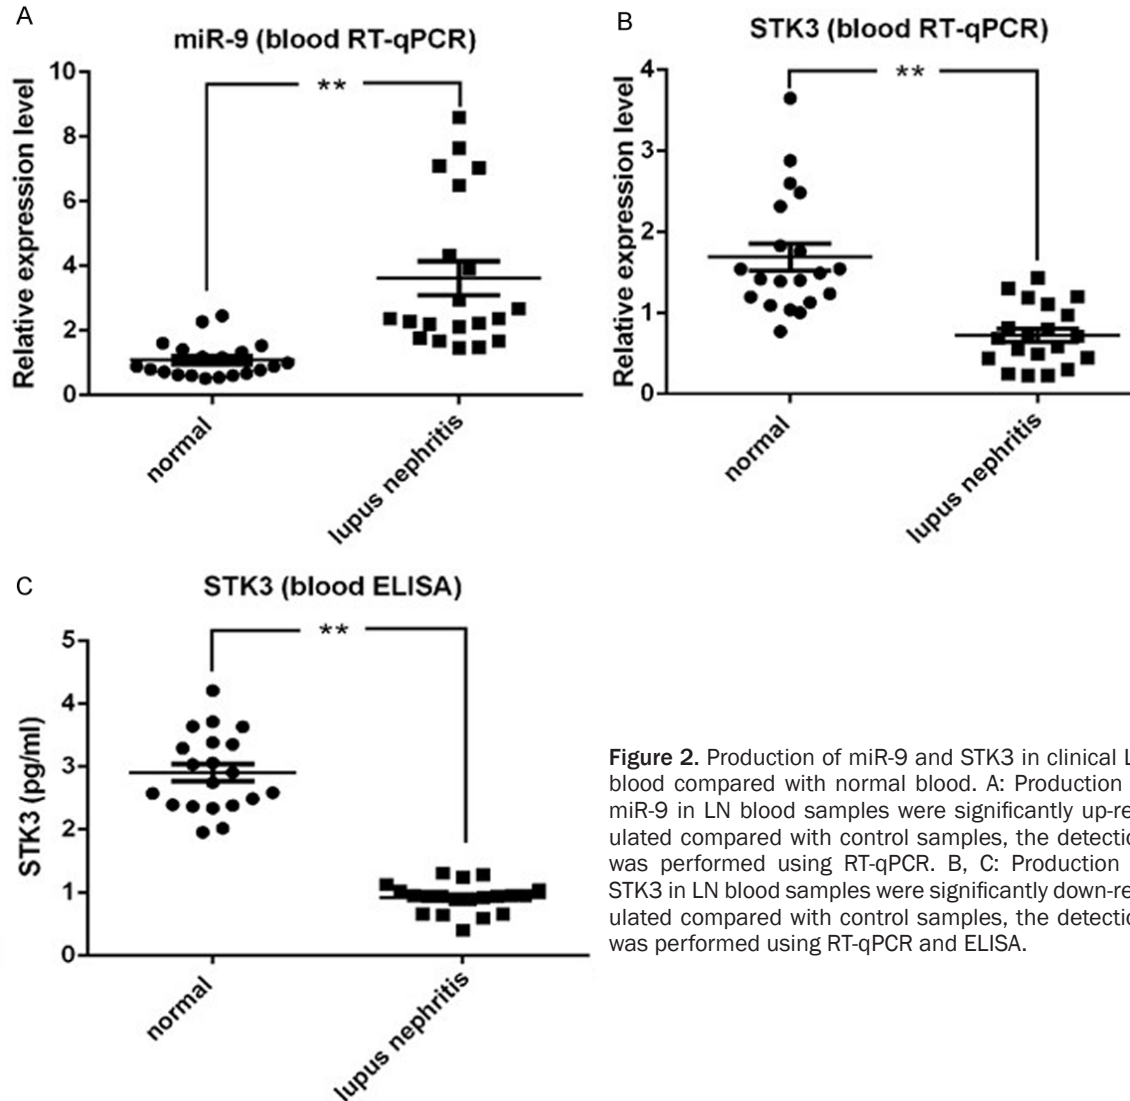 A
miR-9 (blood RT-qPCR)
**
Relative expression level
10
8
6
4
2
0
normal
lupus nephritis
B
STK3 (blood RT-qPCR)
**
Relative expression level
4
3
2
1
0
normal
lupus nephritis
C
STK3 (blood ELISA)
**
STK3 (pg/ml)
5
4
3
2
1
0
normal
lupus nephritis
Figure 2. Production of miR-9 and STK3 in clinical L
blood compared with normal blood. A: Production
miR-9 in LN blood samples were significantly up-re
ulated compared with control samples, the detectio
was performed using RT-qPCR. B, C: Production
STK3 in LN blood samples were significantly down-re
ulated compared with control samples, the detectio
was performed using RT-qPCR and ELISA.